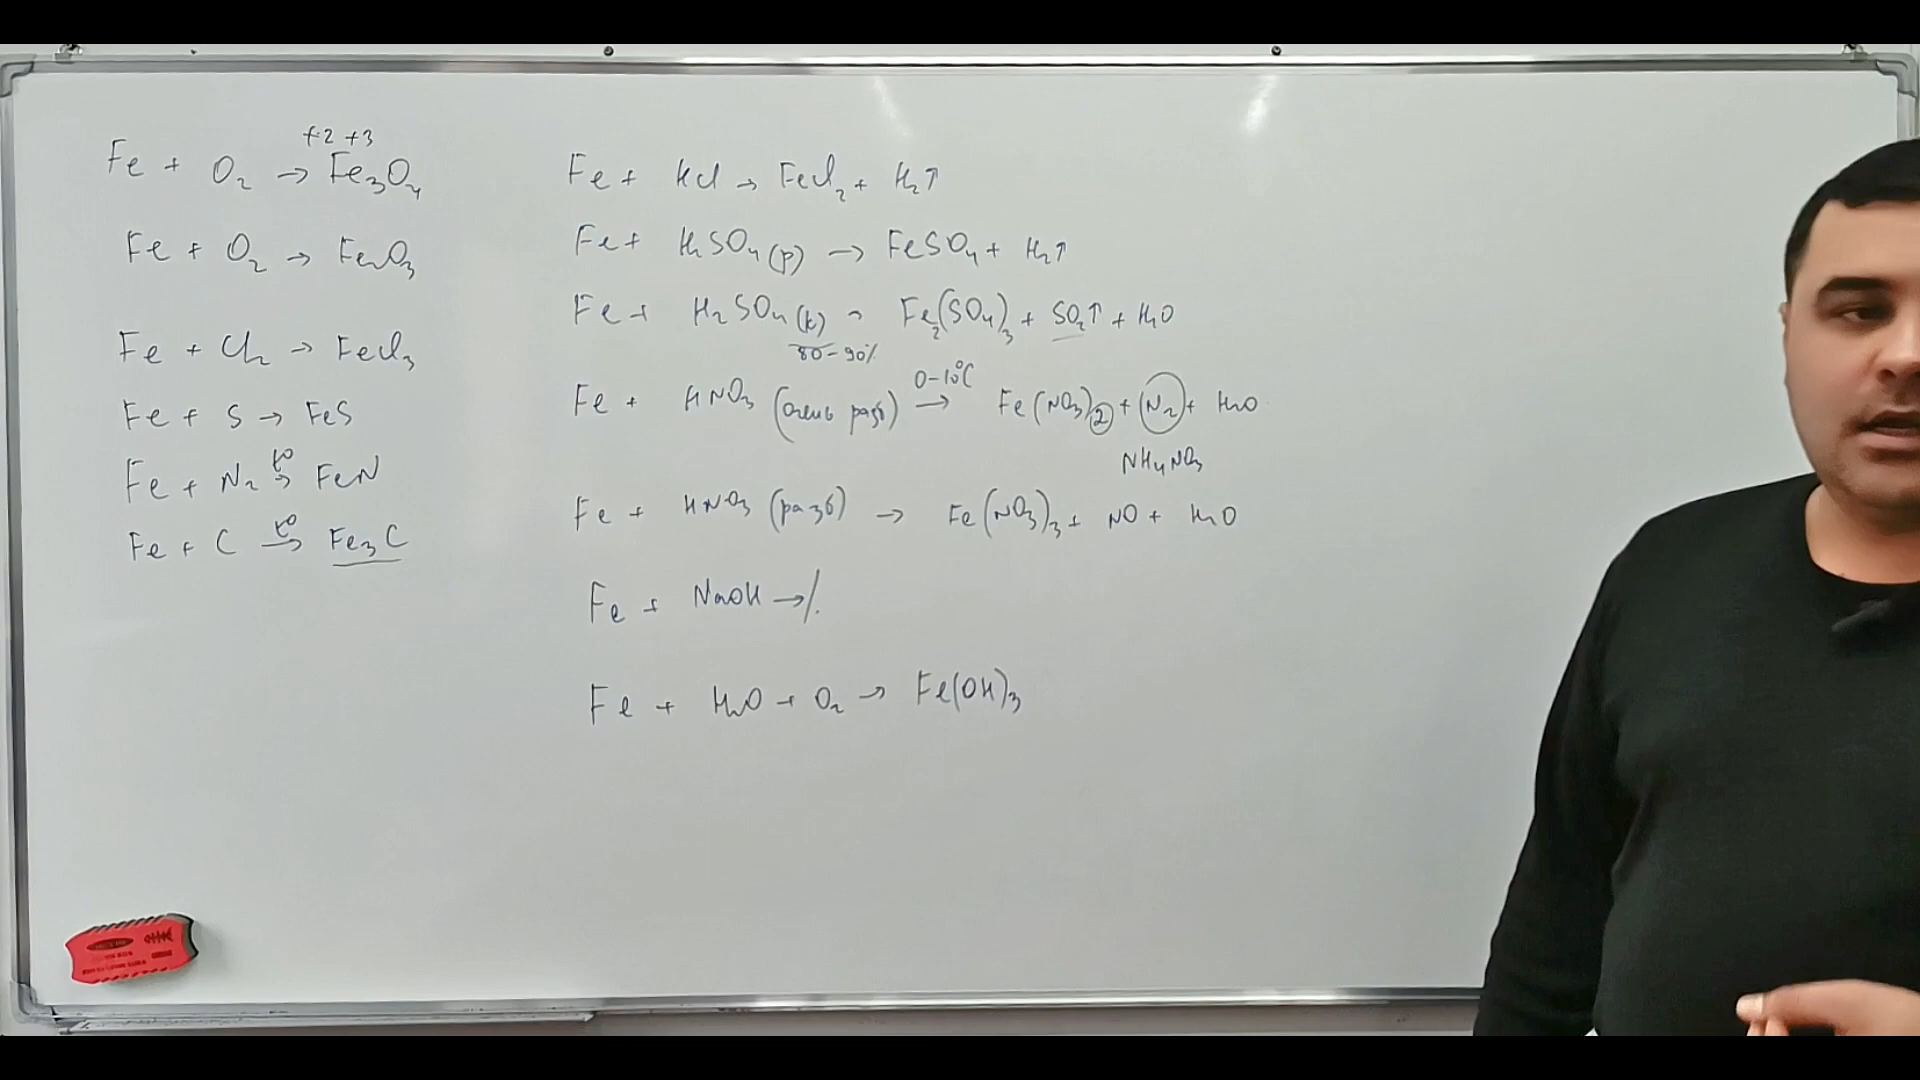 +2 +3
Fe + O₂ → Fe₃O₄
Fe + O₂ → Fe₂O₃
Fe + Cl₂ → FeCl₃
Fe + S → FeS
Fe + N₂ t⁰→ FeN
Fe + C t⁰→ Fe₃C
Fe + HCl → FeCl₂ + H₂↑
Fe + H₂SO₄(р) → FeSO₄ + H₂↑
Fe + H₂SO₄(к) → Fe₂(SO₄)₃ + SO₂↑ + H₂O
80-90%
0-10°C
Fe + HNO₃ (очень разб) → Fe(NO₃)₂ + N₂ + H₂O
NH₄NO₃
Fe + HNO₃ (разб) → Fe(NO₃)₃ + NO + H₂O
Fe + NaOH → /.
Fe + H₂O + O₂ → Fe(OH)₃